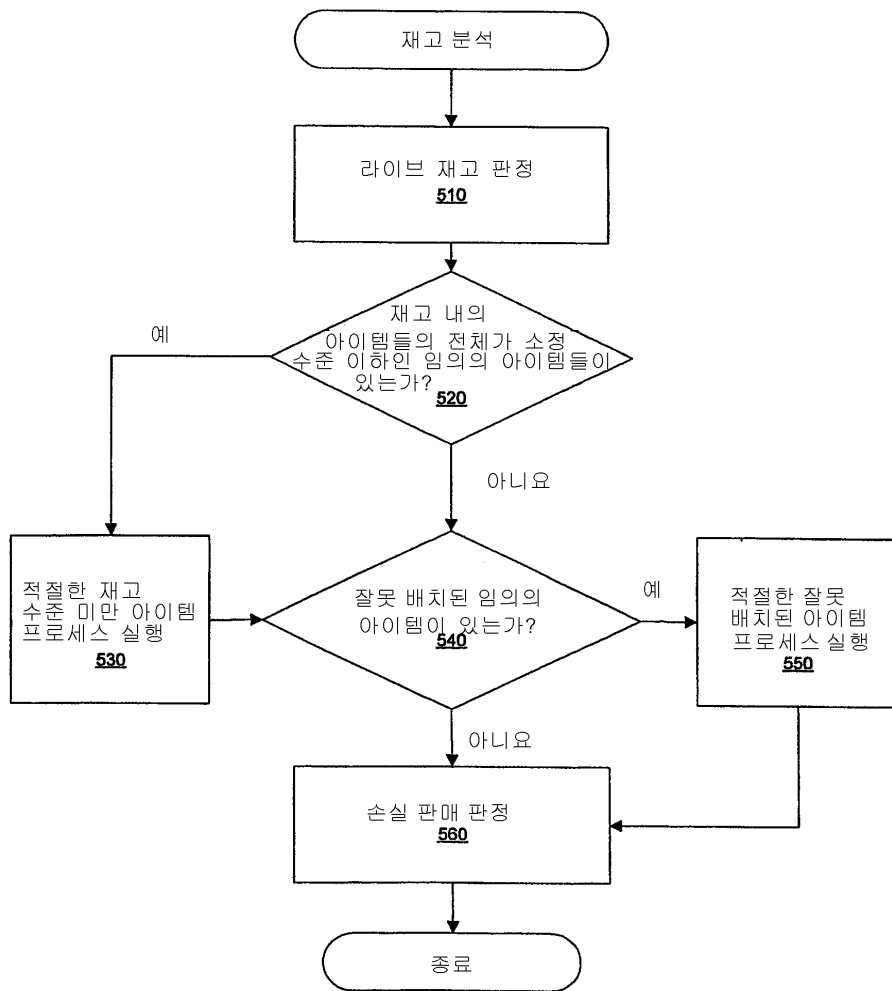 재고 분석
라이브 재고 판정
510
재고 내의
아이템들의 전체가 소정
수준 이하인 임의의 아이템들이
있는가?
520
예
아니요
적절한 재고
수준 미만 아이템
프로세스 실행
530
잘못 배치된 임의의
아이템이 있는가?
540
예
적절한 잘못
배치된 아이템
프로세스 실행
550
아니요
손실 판매 판정
560
종료